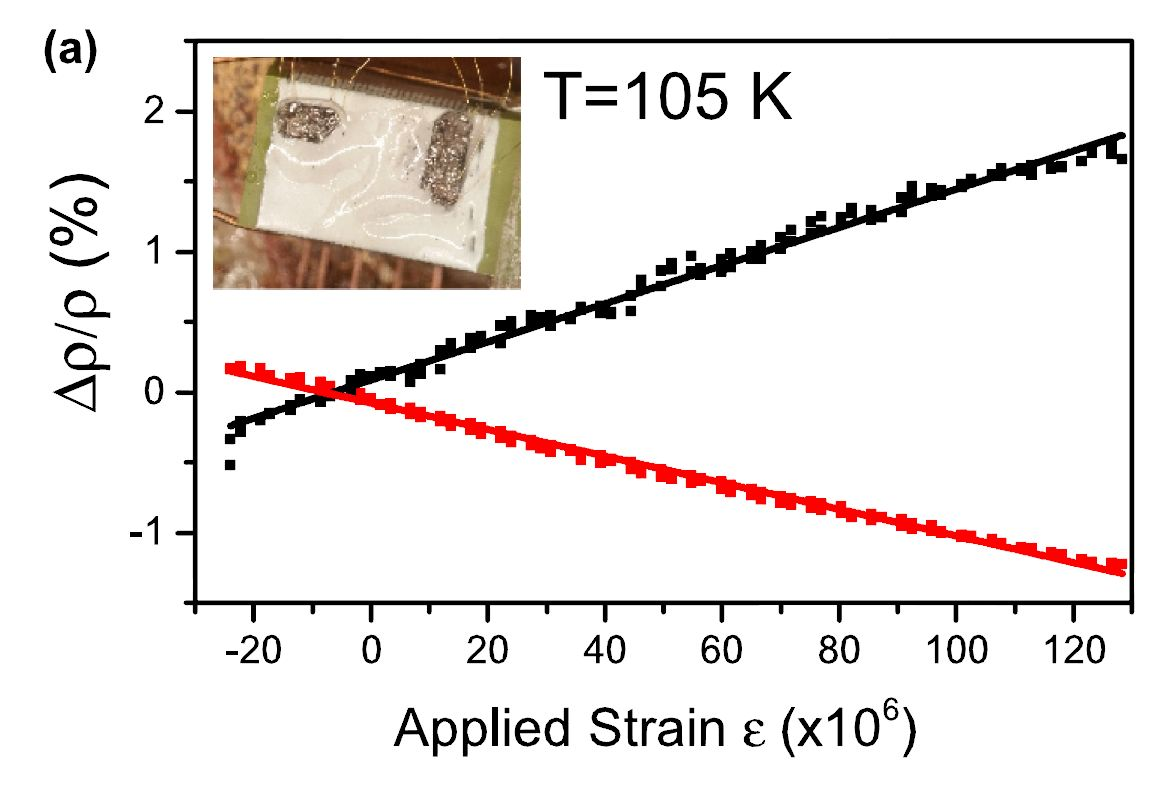 (a)
T=105 K
Δρ/ρ (%)
2
1
0
-1
-20 0 20 40 60 80 100 120
Applied Strain ε (x10⁶)